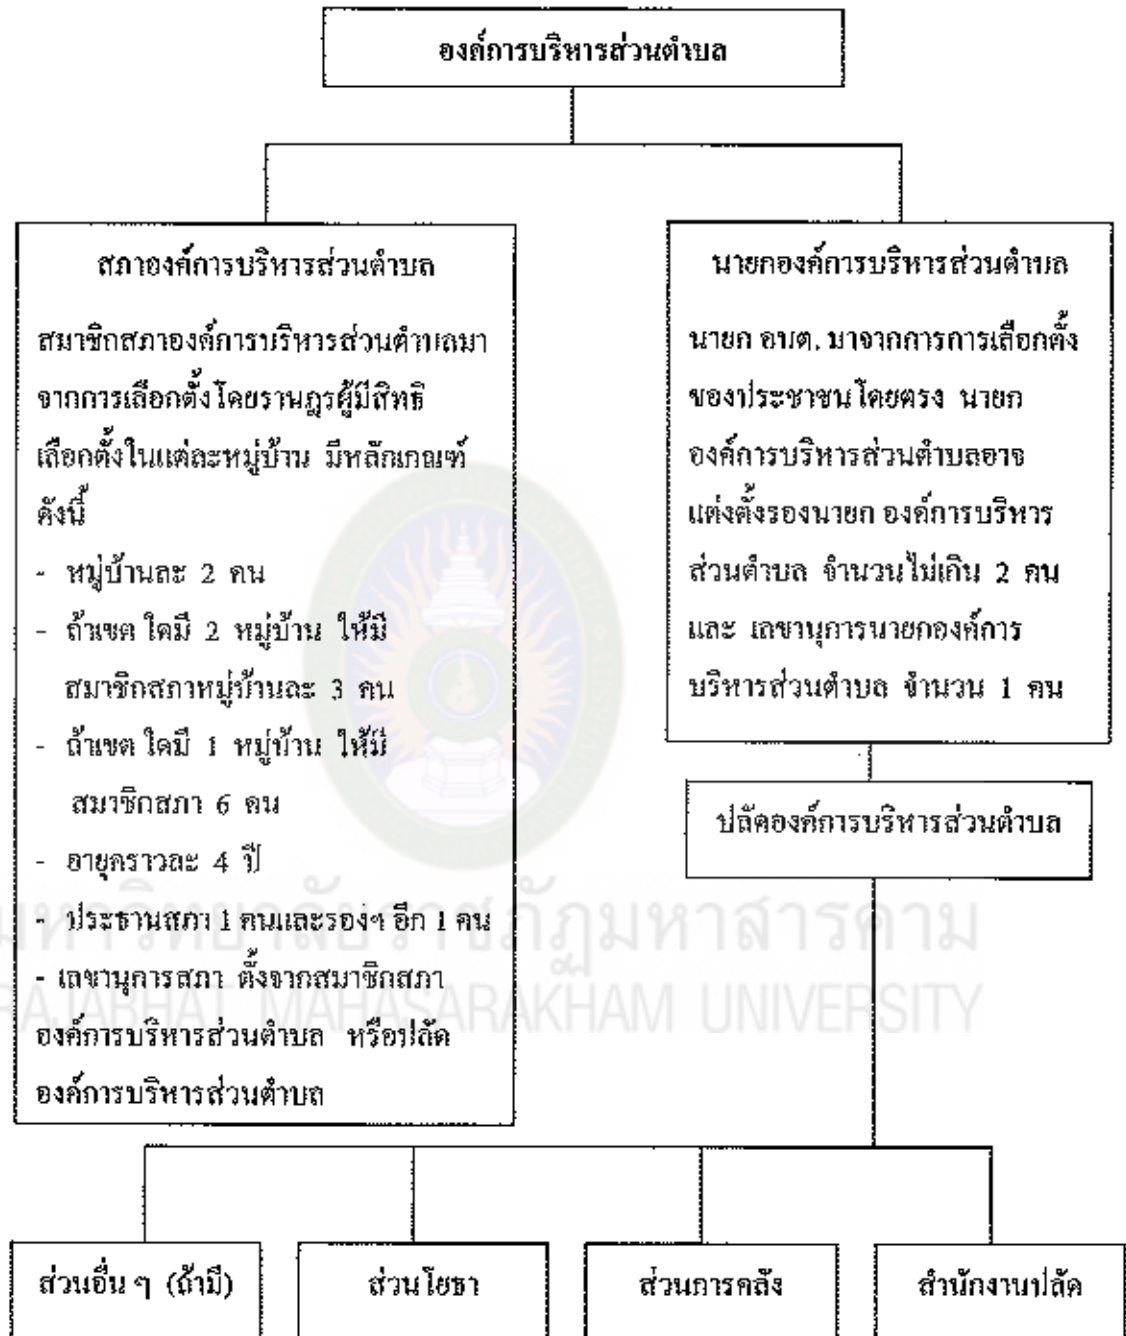 องค์การบริหารส่วนตำบล
สภาองค์การบริหารส่วนตำบล
สมาชิกสภาองค์การบริหารส่วนตำบลมา
จากการเลือกตั้งโดยราษฎรผู้มีสิทธิ
เลือกตั้งในแต่ละหมู่บ้าน มีหลักเกณฑ์
ดังนี้
- หมู่บ้านละ 2 คน
- ถ้าเขต ใดมี 2 หมู่บ้าน ให้มี
สมาชิกสภาหมู่บ้านละ 3 คน
- ถ้าเขต ใดมี 1 หมู่บ้าน ให้มี
สมาชิกสภา 6 คน
- อายุคราวละ 4 ปี
- ประธานสภา 1 คนและรองฯ อีก 1 คน
- เลขานุการสภา ตั้งจากสมาชิกสภา
องค์การบริหารส่วนตำบล หรือปลัด
องค์การบริหารส่วนตำบล
นายกองค์การบริหารส่วนตำบล
นายก อบต. มาจากการการเลือกตั้ง
ของประชาชนโดยตรง นายก
องค์การบริหารส่วนตำบลอาจ
แต่งตั้งรองนายก องค์การบริหาร
ส่วนตำบล จำนวนไม่เกิน 2 คน
และ เลขานุการนายกองค์การ
บริหารส่วนตำบล จำนวน 1 คน
ปลัดองค์การบริหารส่วนตำบล
มหาวิทยาลัยราชภัฏมหาสารคาม
RAJABHAT MAHASARAKHAM UNIVERSITY
ส่วนอื่น ๆ (ถ้ามี)
ส่วนโยธา
ส่วนการคลัง
สำนักงานปลัด